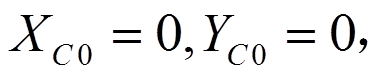 X_{C0} = 0, Y_{C0} = 0，